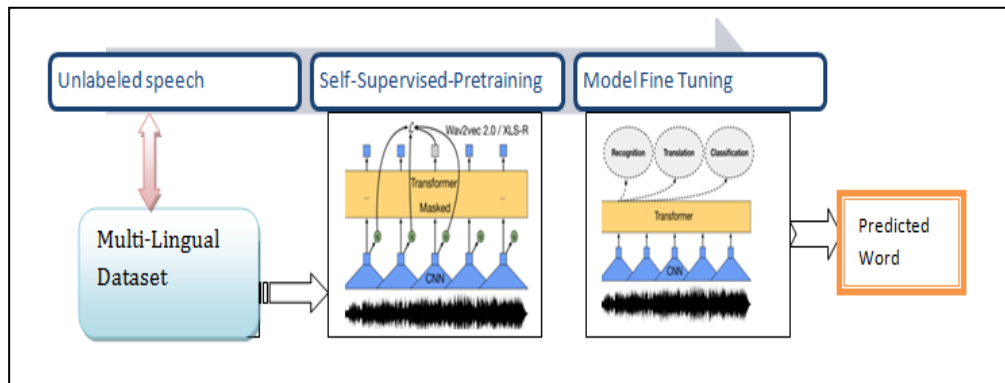 Unlabeled speech
Self-Supervised-Pretraining
Model Fine Tuning
Wav2vec 2.0 / XLS-R
Transformer
Masked
CNN
Recognition
Translation
Classification
Transformer
CNN
Multi-Lingual
Dataset
Predicted
Word